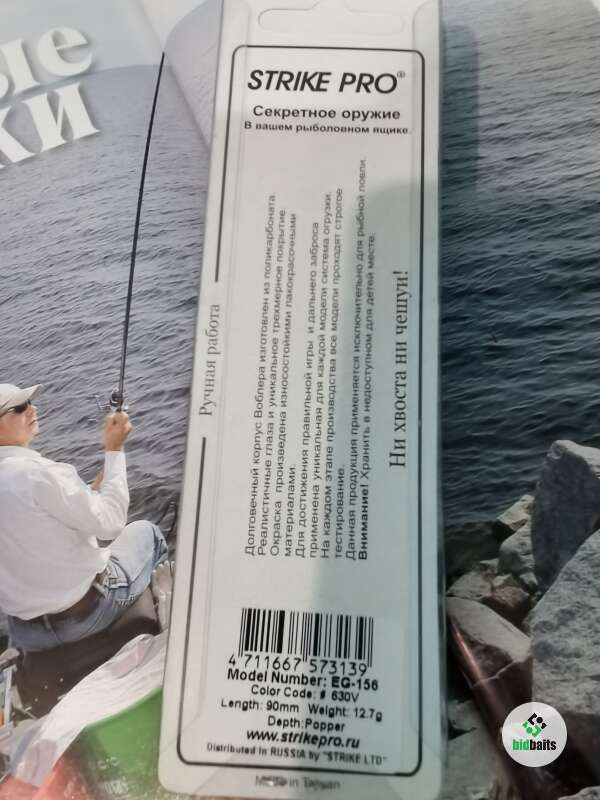 ые
ки
STRIKE PRO®
Секретное оружие
В вашем рыболовном ящике.
Ручная работа
Долговечный корпус Воблера изготовлен из поликарбоната.
Реалистичные глаза и уникальное трехмерное покрытие.
Окраска произведена износостойкими лакокрасочными
материалами.
Для достижения правильной игры и дальнего заброса
применена уникальная для каждой модели система огрузки.
На каждом этапе производства все модели проходят строгое
тестирование.
Данная продукция применяется исключительно для рыбной ловли.
Внимание! Хранить в недоступном для детей месте.
Ни хвоста ни чешуи!
4 711667 573139
Model Number: EG-156
Color Code: # 630V
Length: 90mm Weight: 12.7g
Depth:Popper
www.strikepro.ru
Distributed in RUSSIA by "STRIKE LTD"
Made in Taiwan
bidbaits